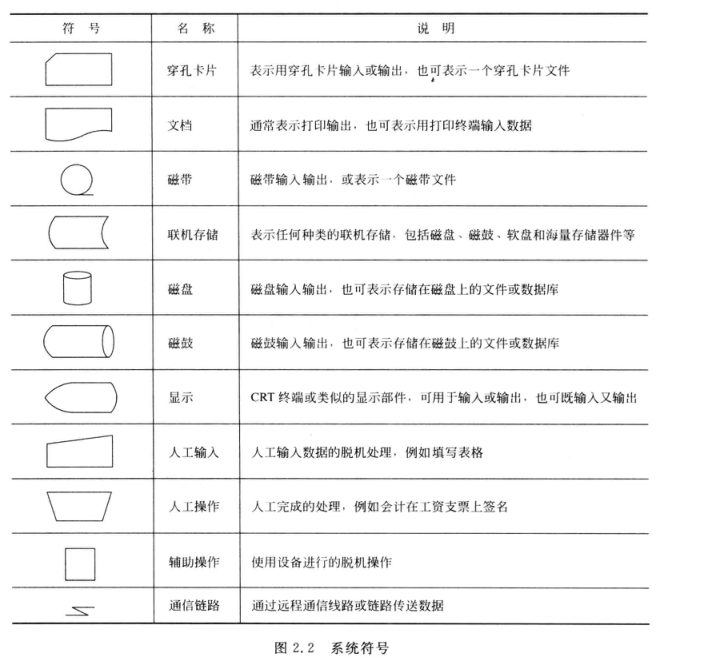 符 号 名 称 说 明
穿孔卡片 表示用穿孔卡片输入或输出，也可表示一个穿孔卡片文件
文档 通常表示打印输出，也可表示用打印终端输入数据
磁带 磁带输入输出，或表示一个磁带文件
联机存储 表示任何种类的联机存储，包括磁盘、磁鼓、软盘和海量存储器件等
磁盘 磁盘输入输出，也可表示存储在磁盘上的文件或数据库
磁鼓 磁鼓输入输出，也可表示存储在磁鼓上的文件或数据库
显示 CRT 终端或类似的显示部件，可用于输入或输出，也可既输入又输出
人工输入 人工输入数据的脱机处理，例如填写表格
人工操作 人工完成的处理，例如会计在工资支票上签名
辅助操作 使用设备进行的脱机操作
通信链路 通过远程通信线路或链路传送数据
图 2.2 系统符号